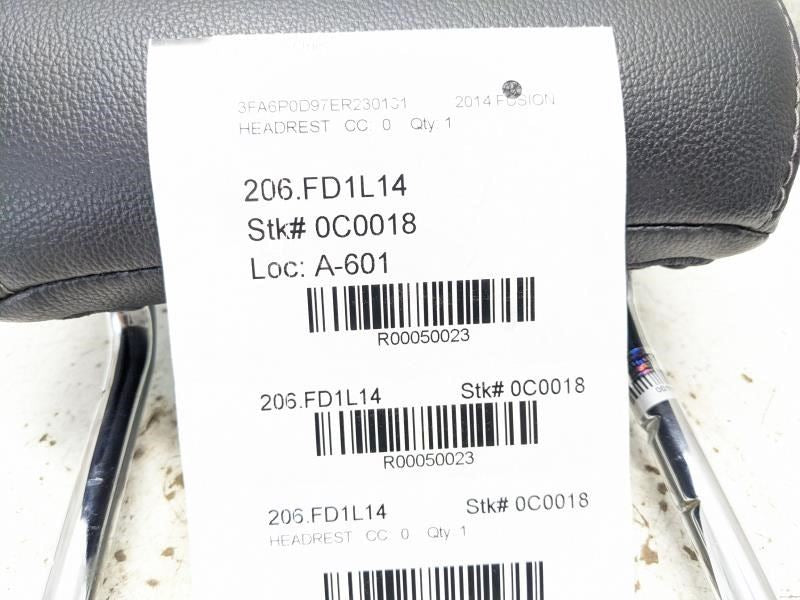 3FA6P0D97ER230131 2014 FUSION
HEADREST CC: 0 Qty: 1
206.FD1L14
Stk# 0C0018
Loc: A-601
R00050023
206.FD1L14 Stk# 0C0018
R00050023
206.FD1L14 Stk# 0C0018
HEADREST CC: 0 Qty: 1